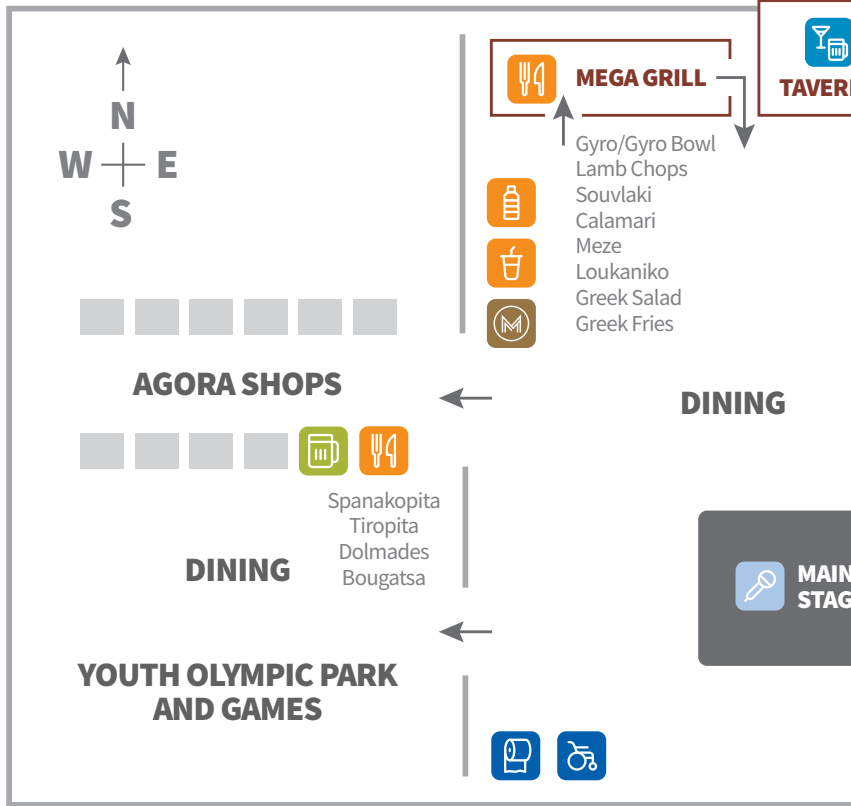 N
W E
S
MEGA GRILL
TAVER
Gyro/Gyro Bowl
Lamb Chops
Souvlaki
Calamari
Meze
Loukaniko
Greek Salad
Greek Fries
M
AGORA SHOPS
DINING
Spanakopita
Tiropita
Dolmades
Bougatsa
DINING
MAIN
STAG
YOUTH OLYMPIC PARK
AND GAMES